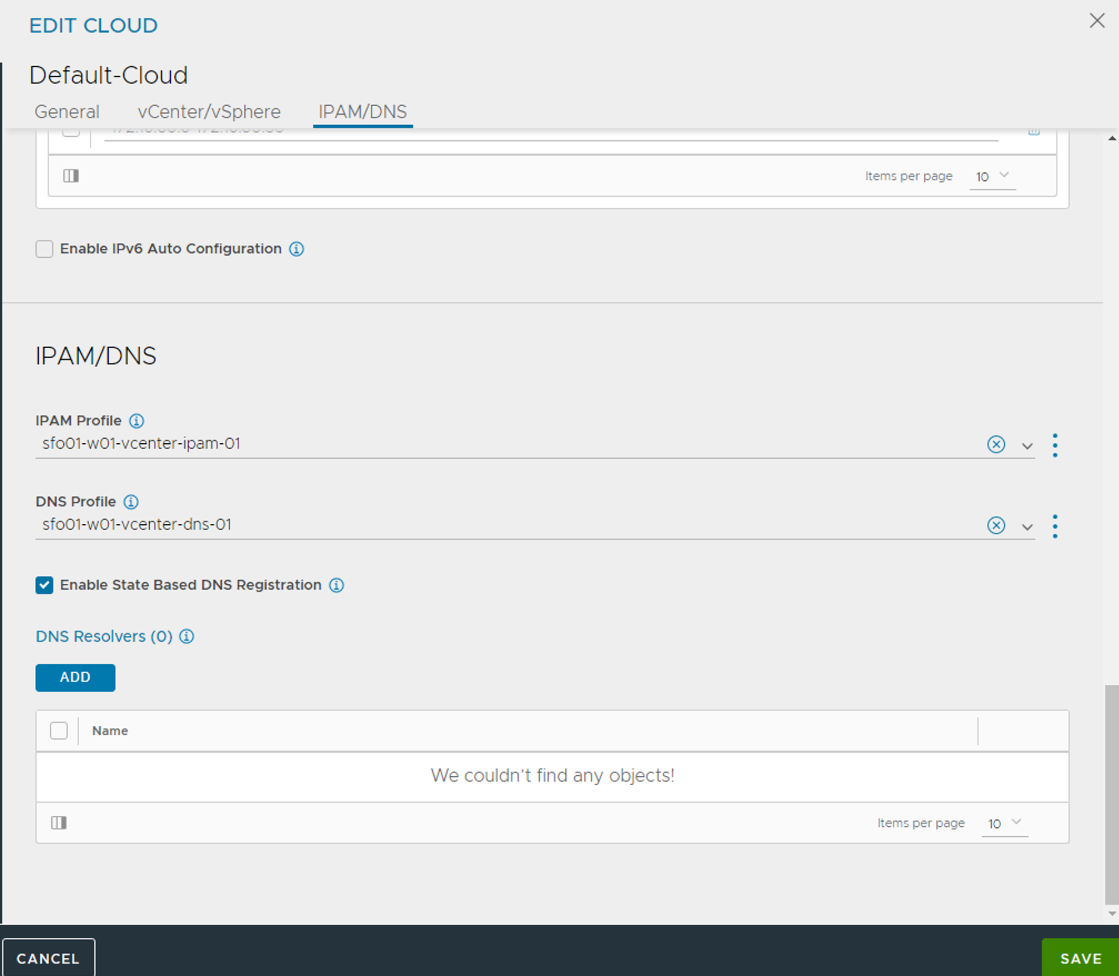 EDIT CLOUD
Default-Cloud
General vCenter/vSphere IPAM/DNS
Items per page 10
Enable IPv6 Auto Configuration
IPAM/DNS
IPAM Profile
sfo01-w01-vcenter-ipam-01
DNS Profile
sfo01-w01-vcenter-dns-01
Enable State Based DNS Registration
DNS Resolvers (0)
ADD
Name
We couldn't find any objects!
Items per page 10
CANCEL SAVE